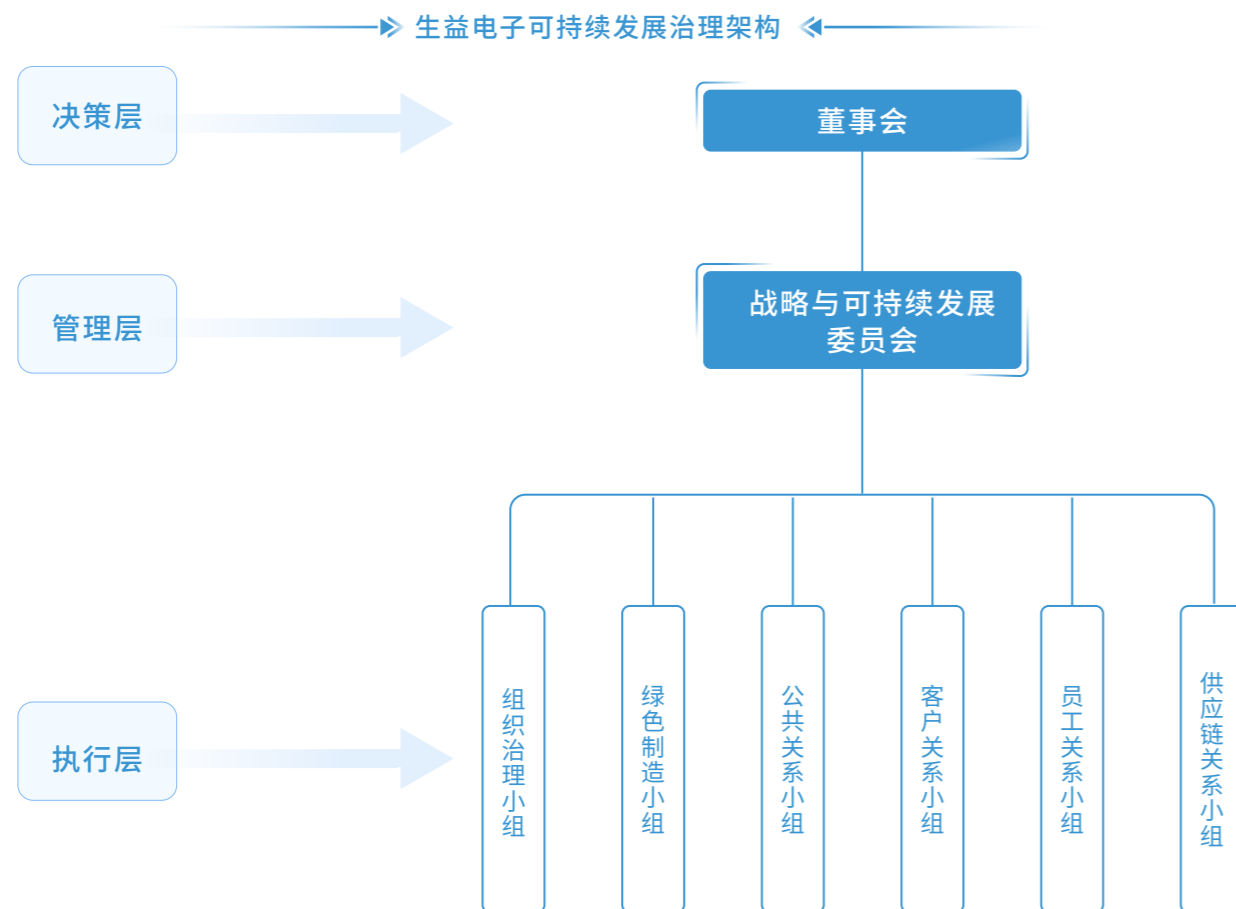 生益电子可持续发展治理架构
决策层
董事会
管理层
战略与可持续发展
委员会
执行层
组织治理小组
绿色制造小组
公共关系小组
客户关系小组
员工关系小组
供应链关系小组